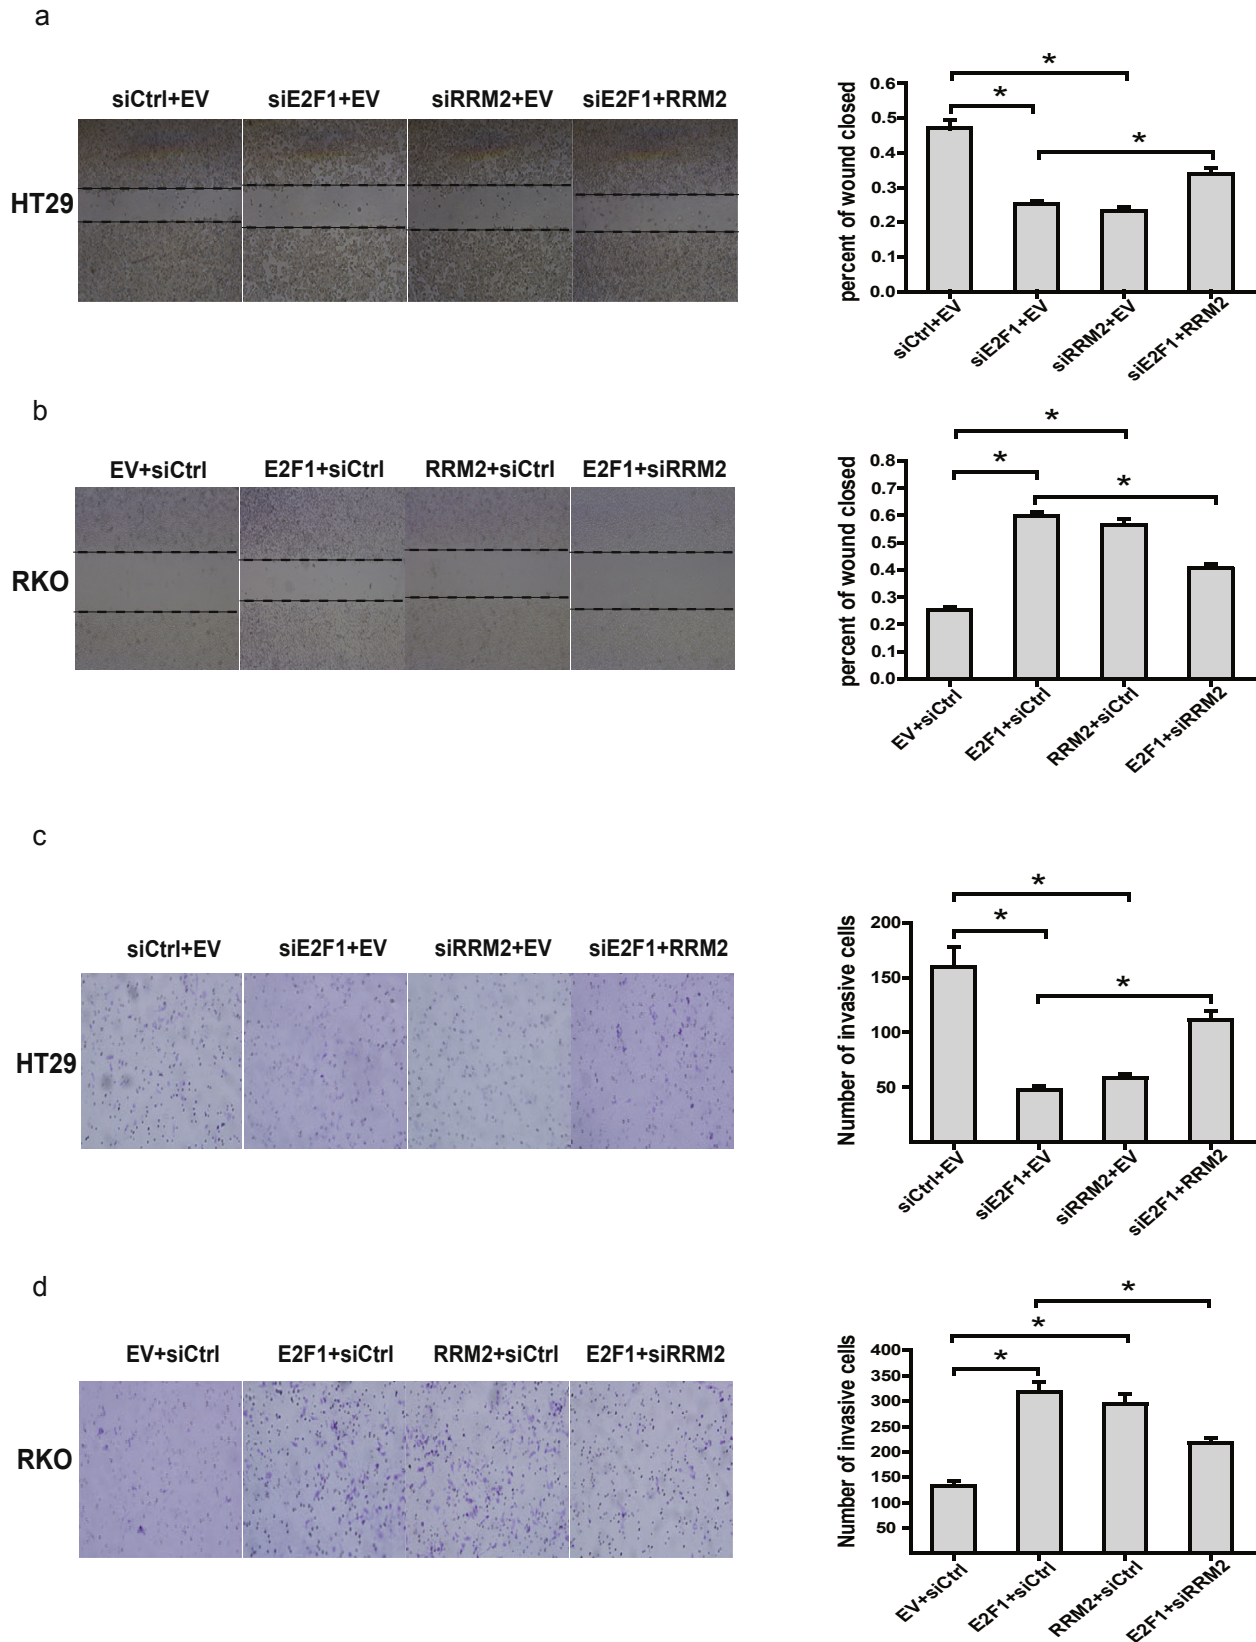 a
siCtrl+EV siE2F1+EV siRRM2+EV siE2F1+RRM2
HT29
percent of wound closed
0.6
0.5
0.4
0.3
0.2
0.1
0.0
*
*
*
siCtrl+EV
siE2F1+EV
siRRM2+EV
siE2F1+RRM2
b
EV+siCtrl E2F1+siCtrl RRM2+siCtrl E2F1+siRRM2
RKO
percent of wound closed
0.8
0.7
0.6
0.5
0.4
0.3
0.2
0.1
0.0
*
*
*
EV+siCtrl
E2F1+siCtrl
RRM2+siCtrl
E2F1+siRRM2
c
siCtrl+EV siE2F1+EV siRRM2+EV siE2F1+RRM2
HT29
Number of invasive cells
200
150
100
50
*
*
*
siCtrl+EV
siE2F1+EV
siRRM2+EV
siE2F1+RRM2
d
EV+siCtrl E2F1+siCtrl RRM2+siCtrl E2F1+siRRM2
RKO
Number of invasive cells
400
350
300
250
200
150
100
50
*
*
*
EV+siCtrl
E2F1+siCtrl
RRM2+siCtrl
E2F1+siRRM2